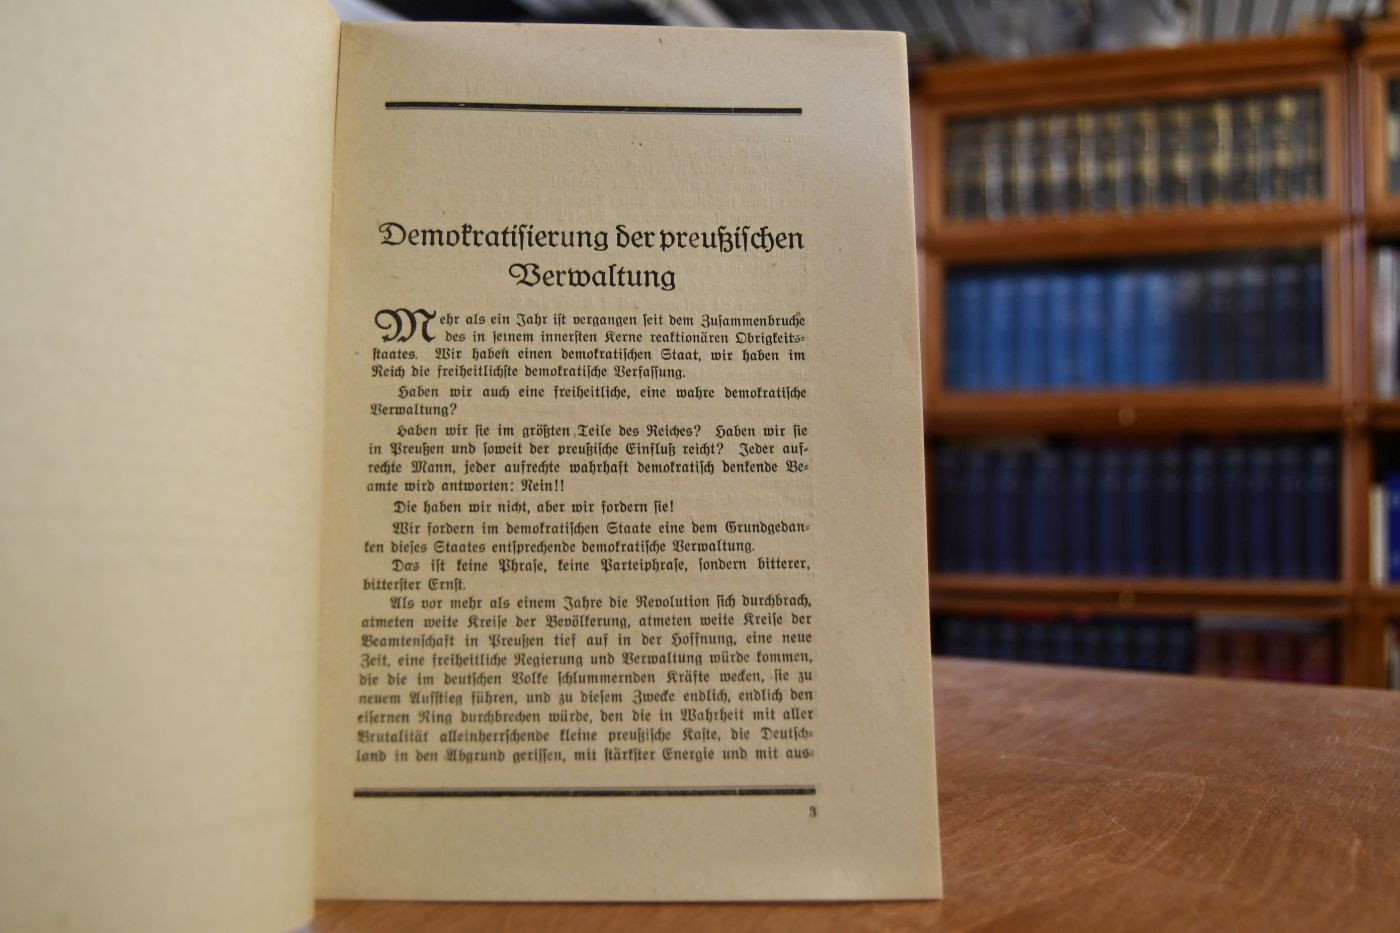 Demokratisierung der preußischen
Verwaltung
Mehr als ein Jahr ist vergangen seit dem Zusammenbruche
des in seinem innersten Kerne reaktionären Obrigkeits-
staates. Wir haben einen demokratischen Staat, wir haben im
Reich die freiheitlichste demokratische Verfassung.
Haben wir auch eine freiheitliche, eine wahre demokratische
Verwaltung?
Haben wir sie im größten Teile des Reiches? Haben wir sie
in Preußen und soweit der preußische Einfluß reicht? Jeder auf-
rechte Mann, jeder aufrechte wahrhaft demokratisch denkende Be-
amte wird antworten: Nein!!
Die haben wir nicht, aber wir fordern sie!
Wir fordern im demokratischen Staate eine dem Grundgedan-
ken dieses Staates entsprechende demokratische Verwaltung.
Das ist keine Phrase, keine Parteiphrase, sondern bitterer,
bitterster Ernst.
Als vor mehr als einem Jahre die Revolution sich durchbrach,
atmeten weite Kreise der Bevölkerung, atmeten weite Kreise der
Beamtenschaft in Preußen tief auf in der Hoffnung, eine neue
Zeit, eine freiheitliche Regierung und Verwaltung würde kommen,
die die im deutschen Volke schlummernden Kräfte wecken, sie zu
neuem Aufstieg führen, und zu diesem Zwecke endlich, endlich den
eisernen Ring durchbrechen würde, den die in Wahrheit mit aller
Brutalität alleinherrschende kleine preußische Kaste, die Deutsch-
land in den Abgrund gerissen, mit stärkster Energie und mit aus-
3